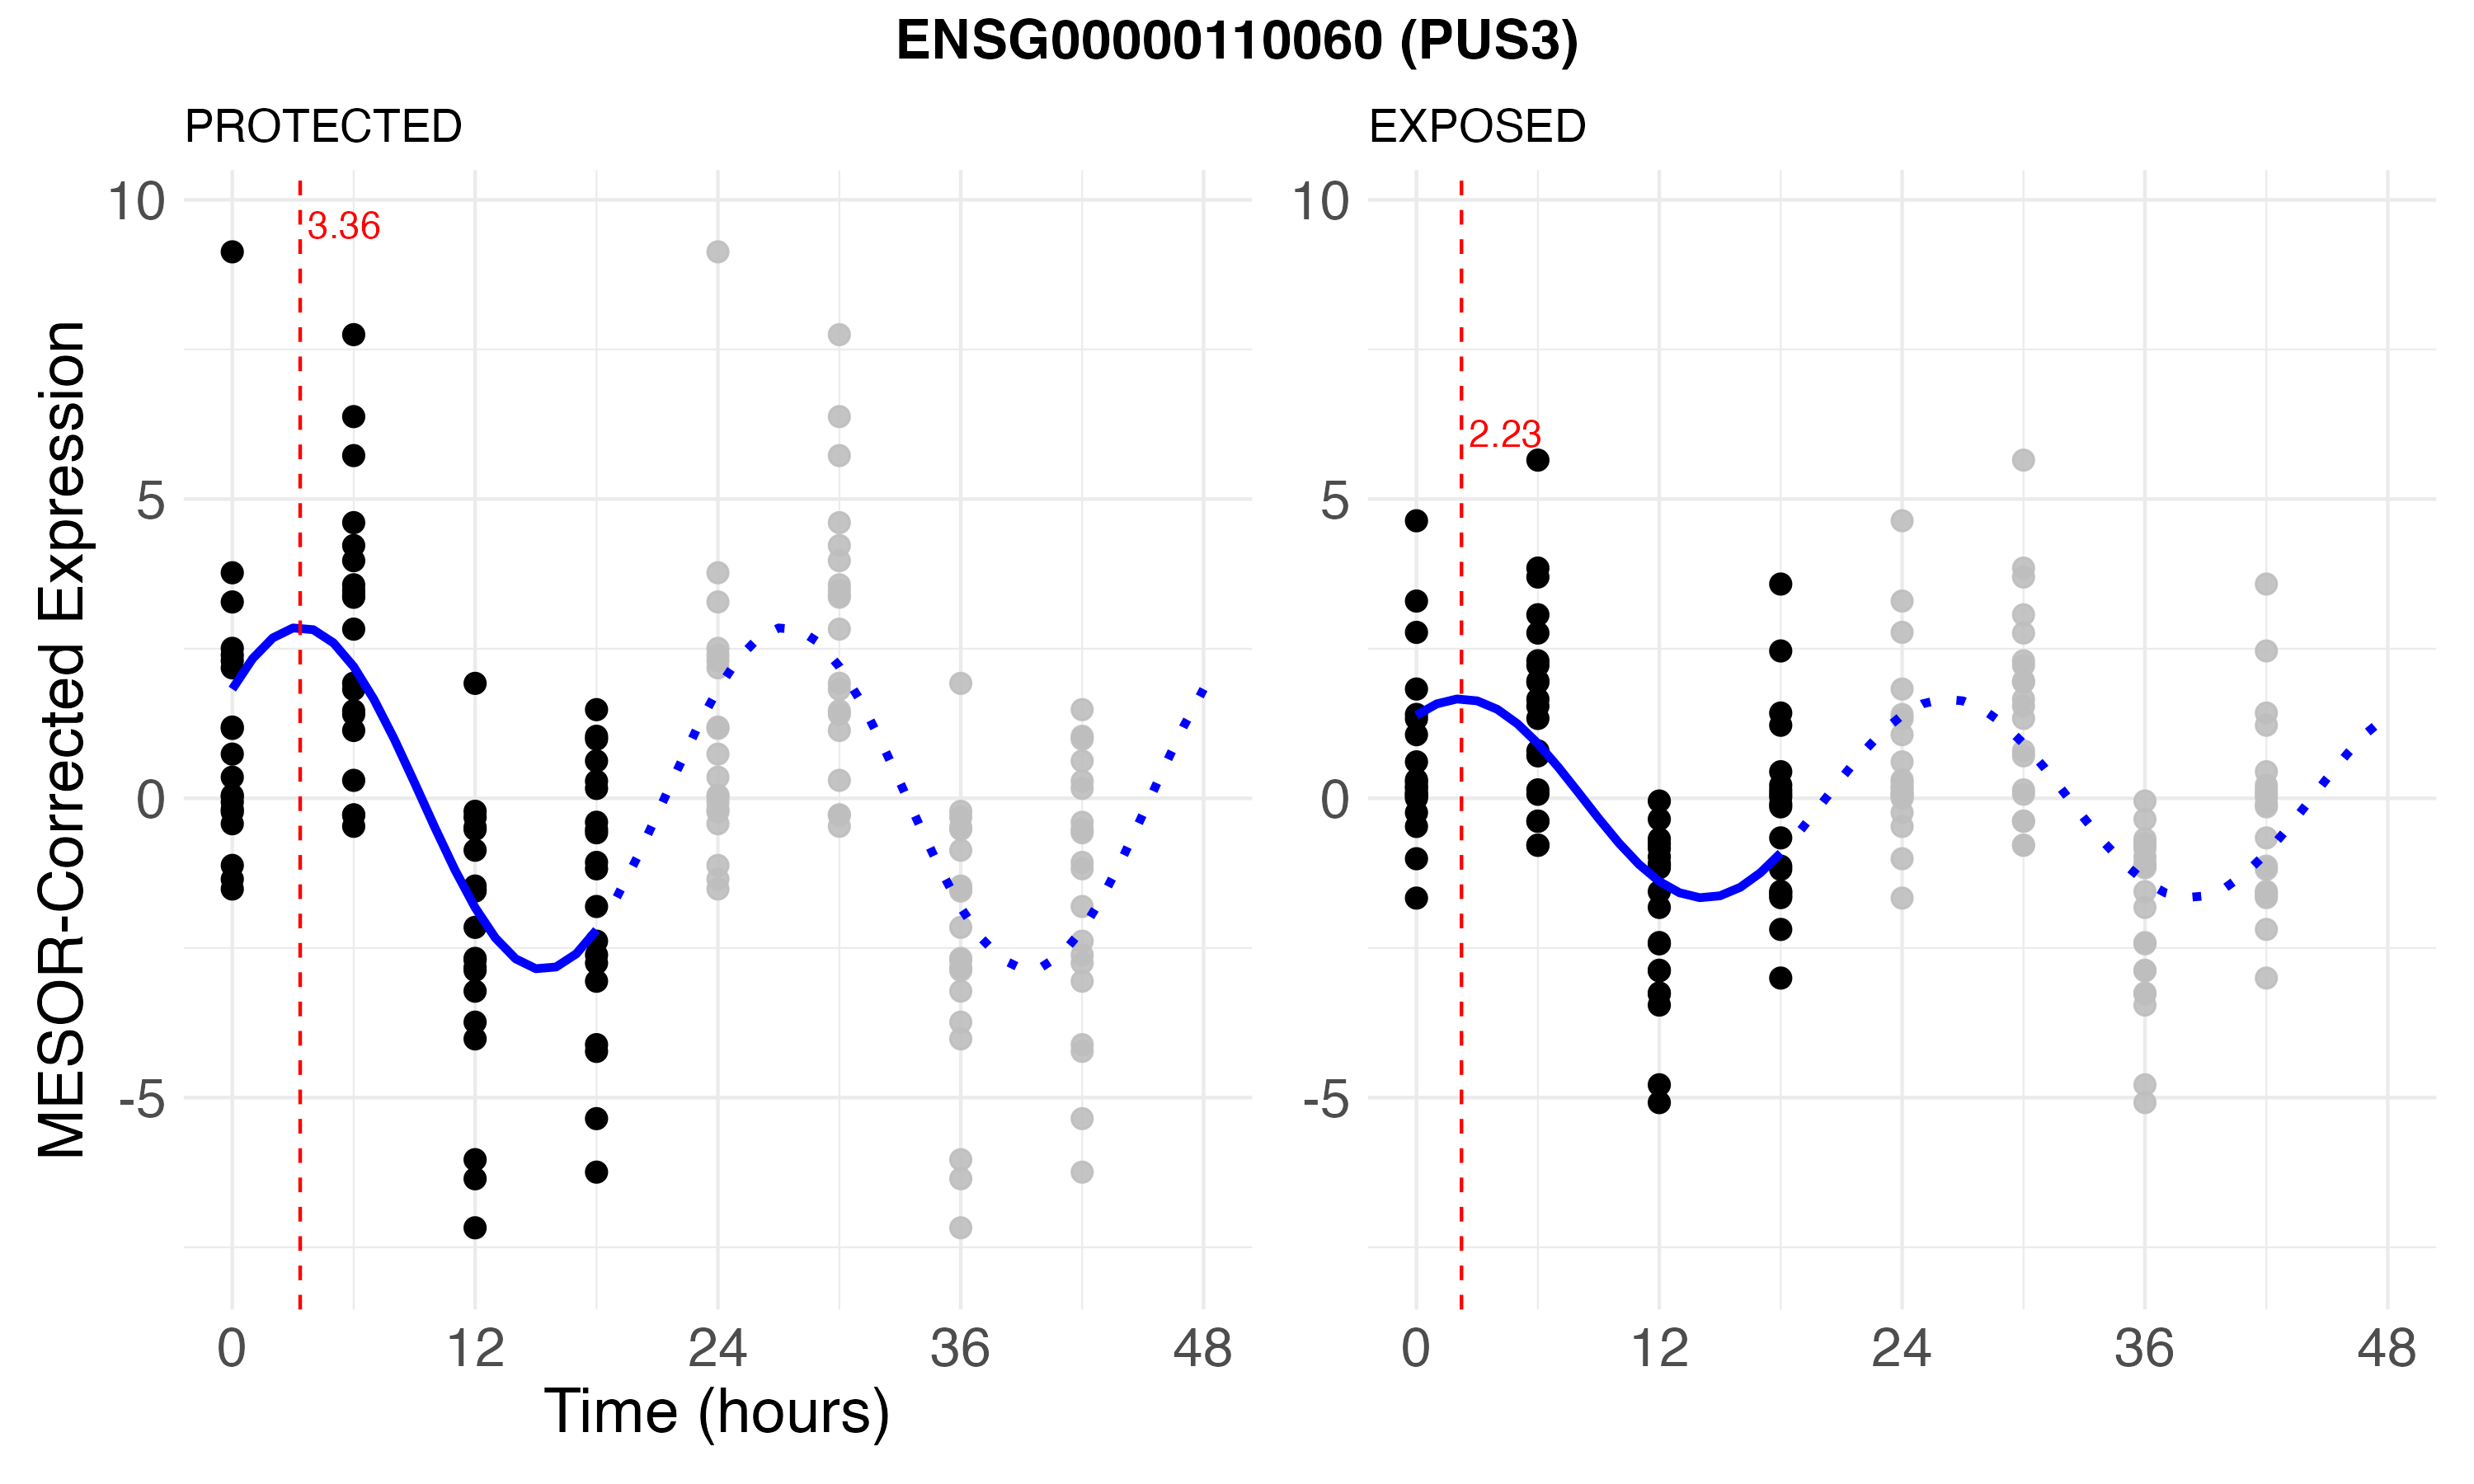 ENSG00000110060 (PUS3)
PROTECTED
EXPOSED
MESOR-Corrected Expression
10
5
0
-5
3.36
0 12 24 36 48
10
5
0
-5
2.23
0 12 24 36 48
Time (hours)